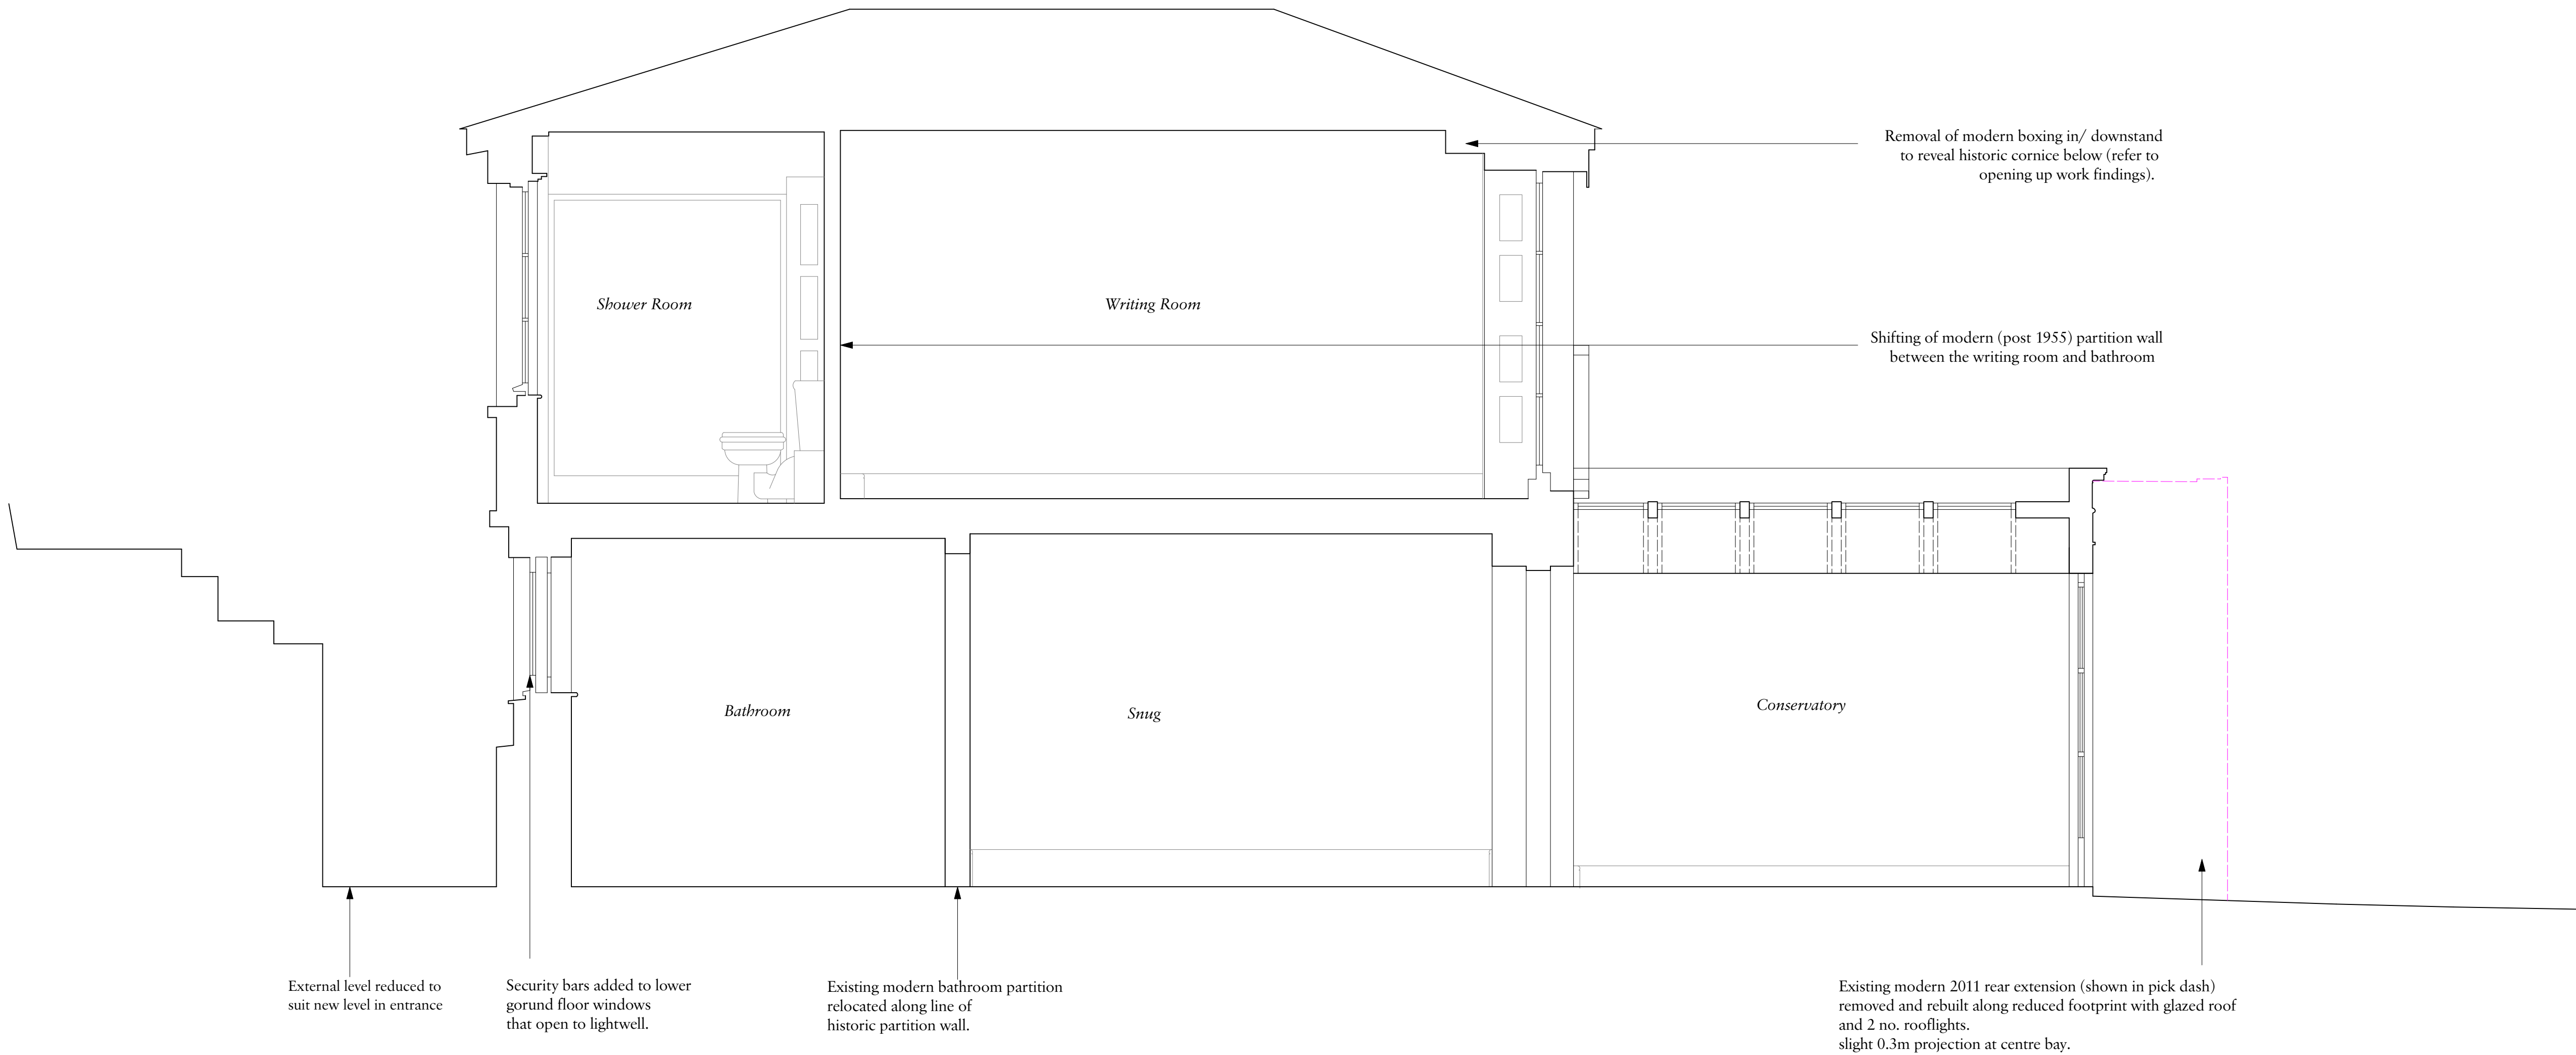 Removal of modern boxing in/ downstand
to reveal historic cornice below (refer to
opening up work findings).
Shower Room
Writing Room
Shifting of modern (post 1955) partition wall
between the writing room and bathroom
Bathroom
Snug
Conservatory
External level reduced to
suit new level in entrance
Security bars added to lower
gorund floor windows
that open to lightwell.
Existing modern bathroom partition
relocated along line of
historic partition wall.
Existing modern 2011 rear extension (shown in pick dash)
removed and rebuilt along reduced footprint with glazed roof
and 2 no. rooflights.
slight 0.3m projection at centre bay.